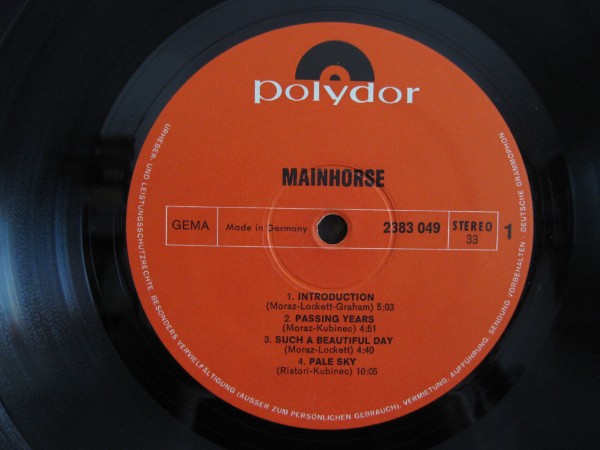 polydor
MAINHORSE
GEMA
Made in Germany
2383 049
STEREO
33
1
1. INTRODUCTION
(Moraz-Lockett-Graham) 5:03
2. PASSING YEARS
(Moraz-Kubinec) 4:51
3. SUCH A BEAUTIFUL DAY
(Moraz-Lockett) 4:40
4. PALE SKY
(Ristori-Kubinec) 10:05
URHEBER- UND LEISTUNGSSCHUTZRECHTE. BESONDERS VERVIELFÄLTIGUNG (AUSSER ZUM PERSÖNLICHEN GEBRAUCH), VERMIETUNG, AUFFÜHRUNG, SENDUNG VORBEHALTEN · DEUTSCHE GRAMMOPHON